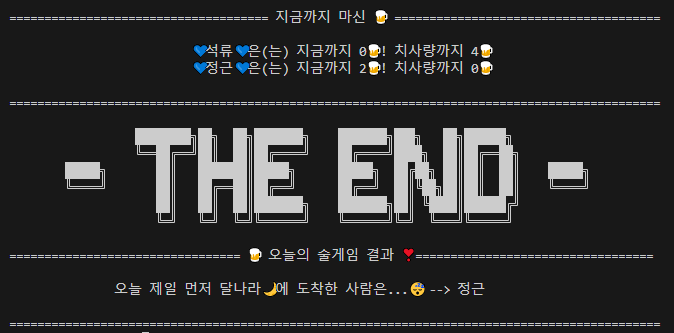 ===================================== 지금까지 마신 🍺 ======================================
💙석류💙은(는) 지금까지 0🍺! 치사량까지 4🍺
💙정근💙은(는) 지금까지 2🍺! 치사량까지 0🍺
=============================================================================================
- THE END -
================================= 🍺 오늘의 술게임 결과 ❣️==================================
오늘 제일 먼저 달나라🌙에 도착한 사람은...😴 --> 정근
=============================================================================================